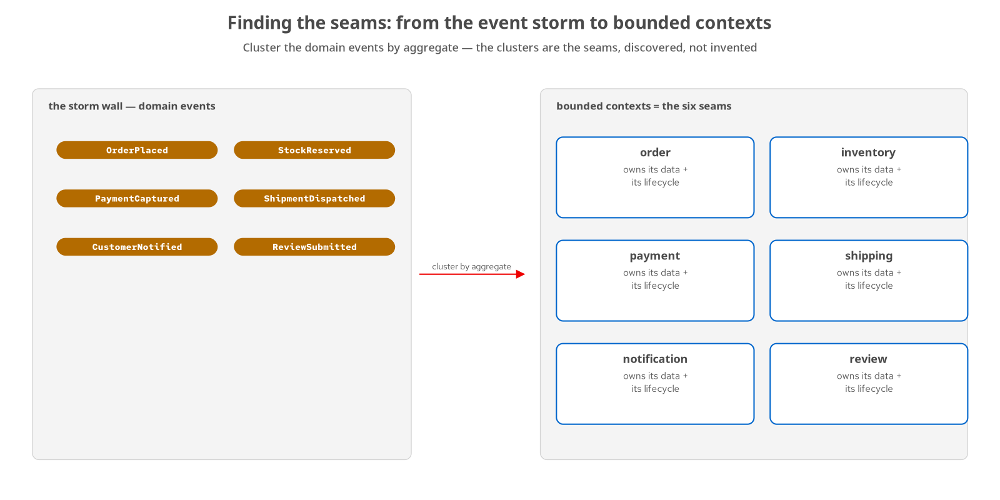 Finding the seams: from the event storm to bounded contexts
Cluster the domain events by aggregate — the clusters are the seams, discovered, not invented
the storm wall — domain events
OrderPlaced
StockReserved
PaymentCaptured
ShipmentDispatched
CustomerNotified
ReviewSubmitted
cluster by aggregate
bounded contexts = the six seams
order
owns its data +
its lifecycle
inventory
owns its data +
its lifecycle
payment
owns its data +
its lifecycle
shipping
owns its data +
its lifecycle
notification
owns its data +
its lifecycle
review
owns its data +
its lifecycle